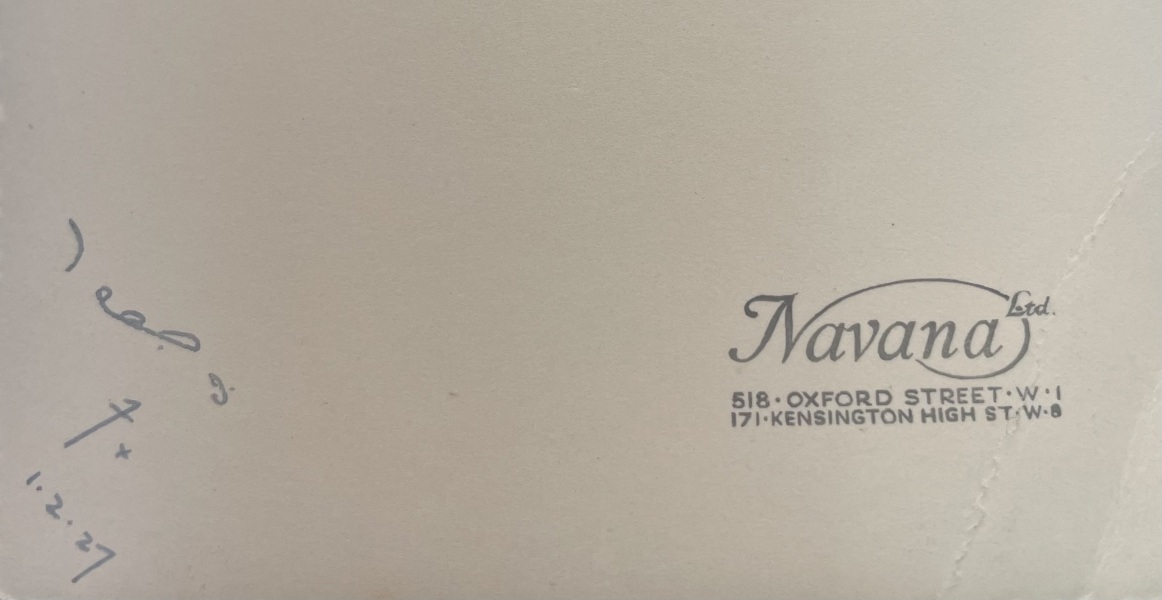 Navana Ltd.
518·OXFORD STREET·W·1
171·KENSINGTON HIGH ST·W·8
1.2.27